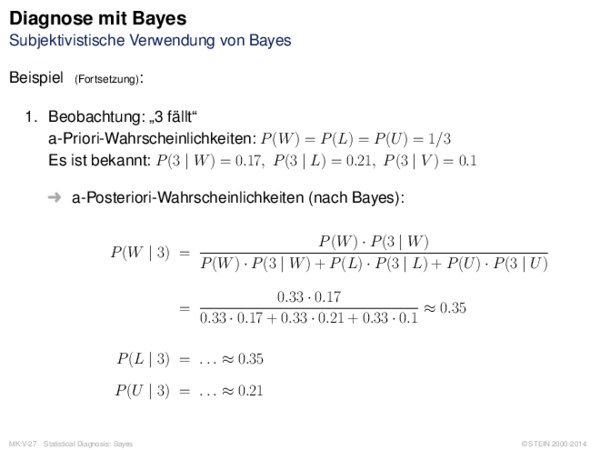 Diagnose mit Bayes
Subjektivistische Verwendung von Bayes
Beispiel (Fortsetzung):
1. Beobachtung: „3 fällt“
a-Priori-Wahrscheinlichkeiten: P(W) = P(L) = P(U) = 1/3
Es ist bekannt: P(3 | W) = 0.17, P(3 | L) = 0.21, P(3 | V) = 0.1
➜ a-Posteriori-Wahrscheinlichkeiten (nach Bayes):
P(W) · P(3 | W)
P(W | 3) =
P(W) · P(3 | W) + P(L) · P(3 | L) + P(U) · P(3 | U)
0.33 · 0.17
= ≈ 0.35
0.33 · 0.17 + 0.33 · 0.21 + 0.33 · 0.1
P(L | 3) = … ≈ 0.35
P(U | 3) = … ≈ 0.21
MK:V-27 Statistical Diagnosis: Bayes © STEIN 2000-2014